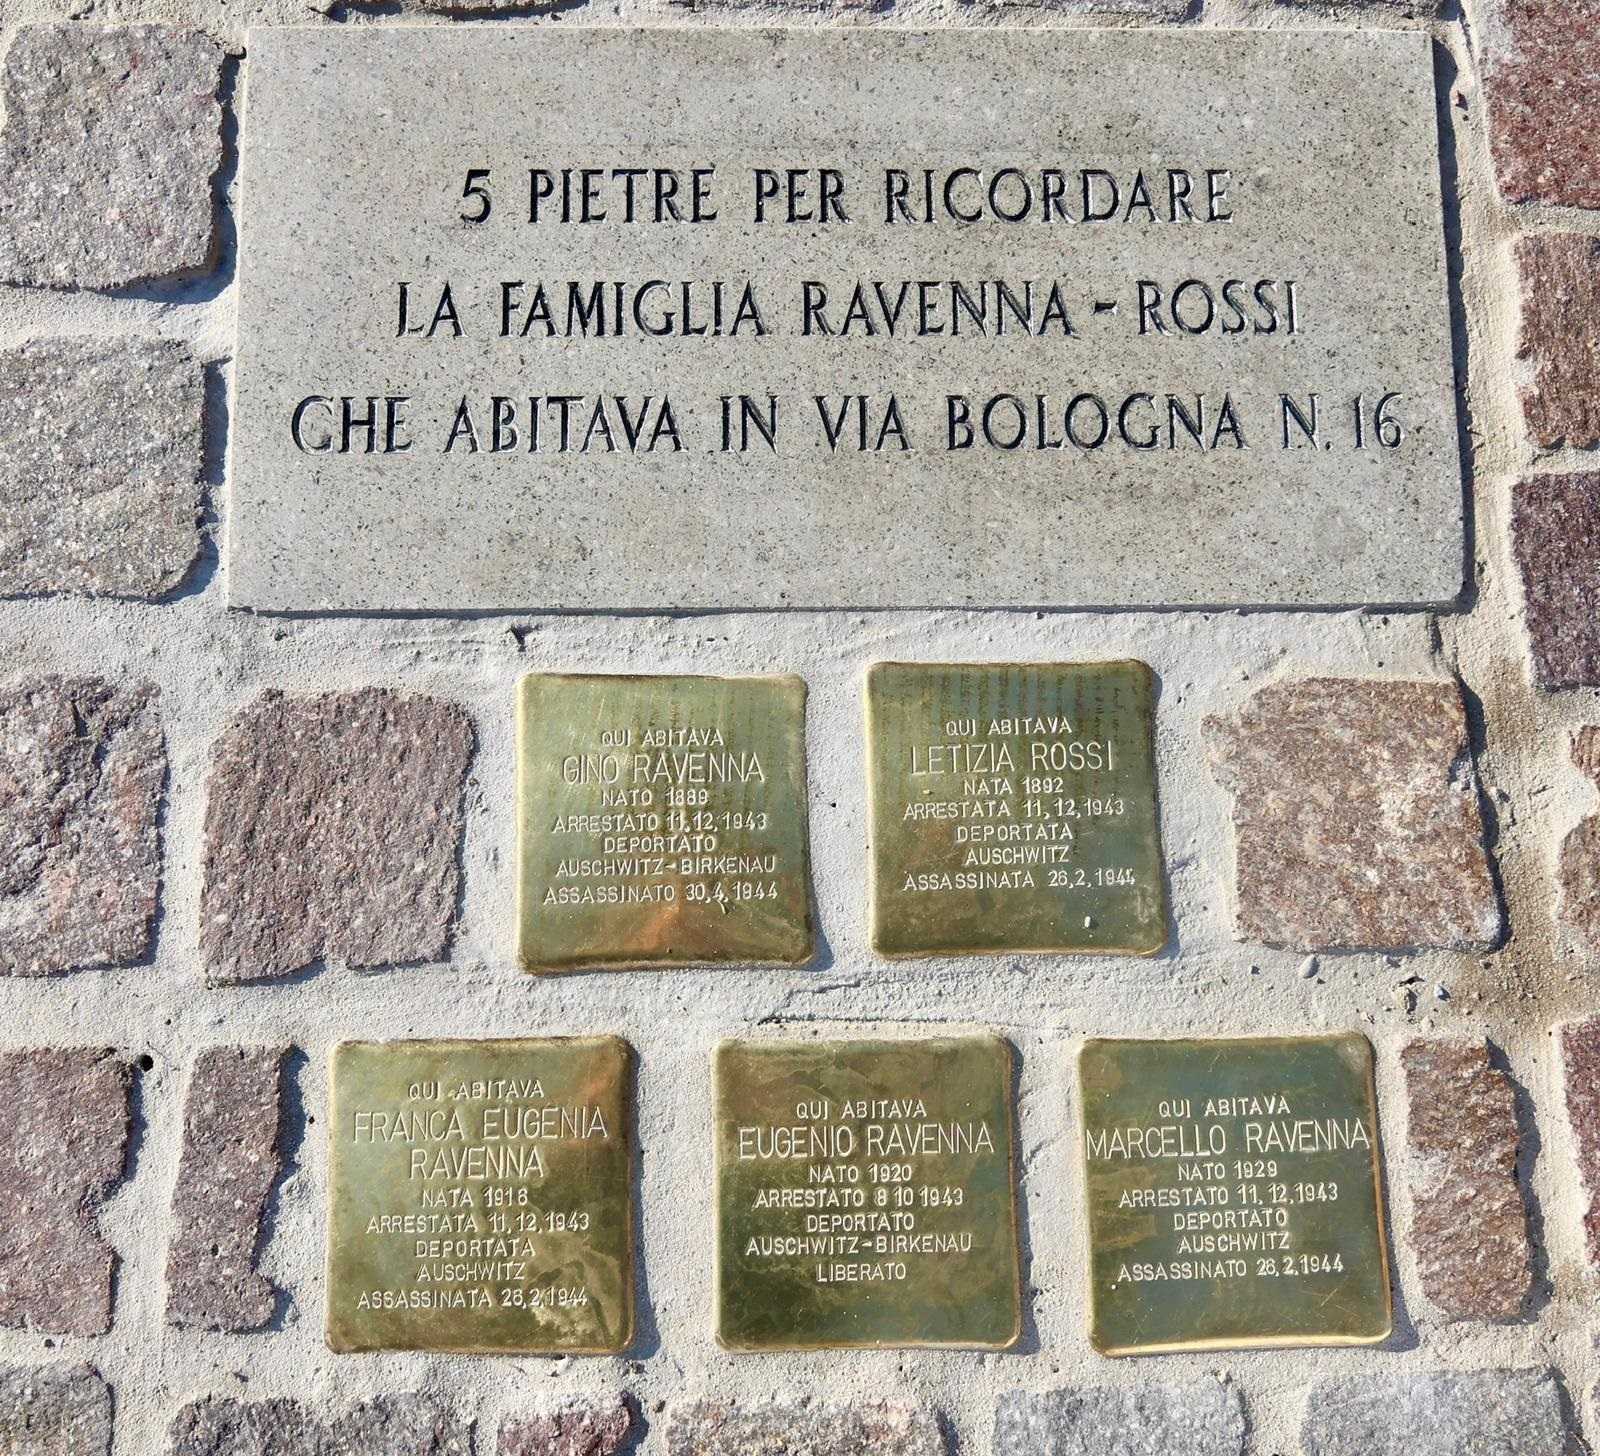 5 PIETRE PER RICORDARE
LA FAMIGLIA RAVENNA-ROSSI
CHE ABITAVA IN VIA BOLOGNA N. 16
QUI ABITAVA
GINO RAVENNA
NATO 1889
ARRESTATO 11.12.1943
DEPORTATO
AUSCHWITZ-BIRKENAU
ASSASSINATO 30.4.1944
QUI ABITAVA
LETIZIA ROSSI
NATA 1892
ARRESTATA 11.12.1943
DEPORTATA
AUSCHWITZ
ASSASSINATA 26.2.1944
QUI ABITAVA
FRANCA EUGENIA
RAVENNA
NATA 1918
ARRESTATA 11.12.1943
DEPORTATA
AUSCHWITZ
ASSASSINATA 26.2.1944
QUI ABITAVA
EUGENIO RAVENNA
NATO 1920
ARRESTATO 8 10 1943
DEPORTATO
AUSCHWITZ-BIRKENAU
LIBERATO
QUI ABITAVA
MARCELLO RAVENNA
NATO 1929
ARRESTATO 11.12.1943
DEPORTATO
AUSCHWITZ
ASSASSINATO 26.2.1944